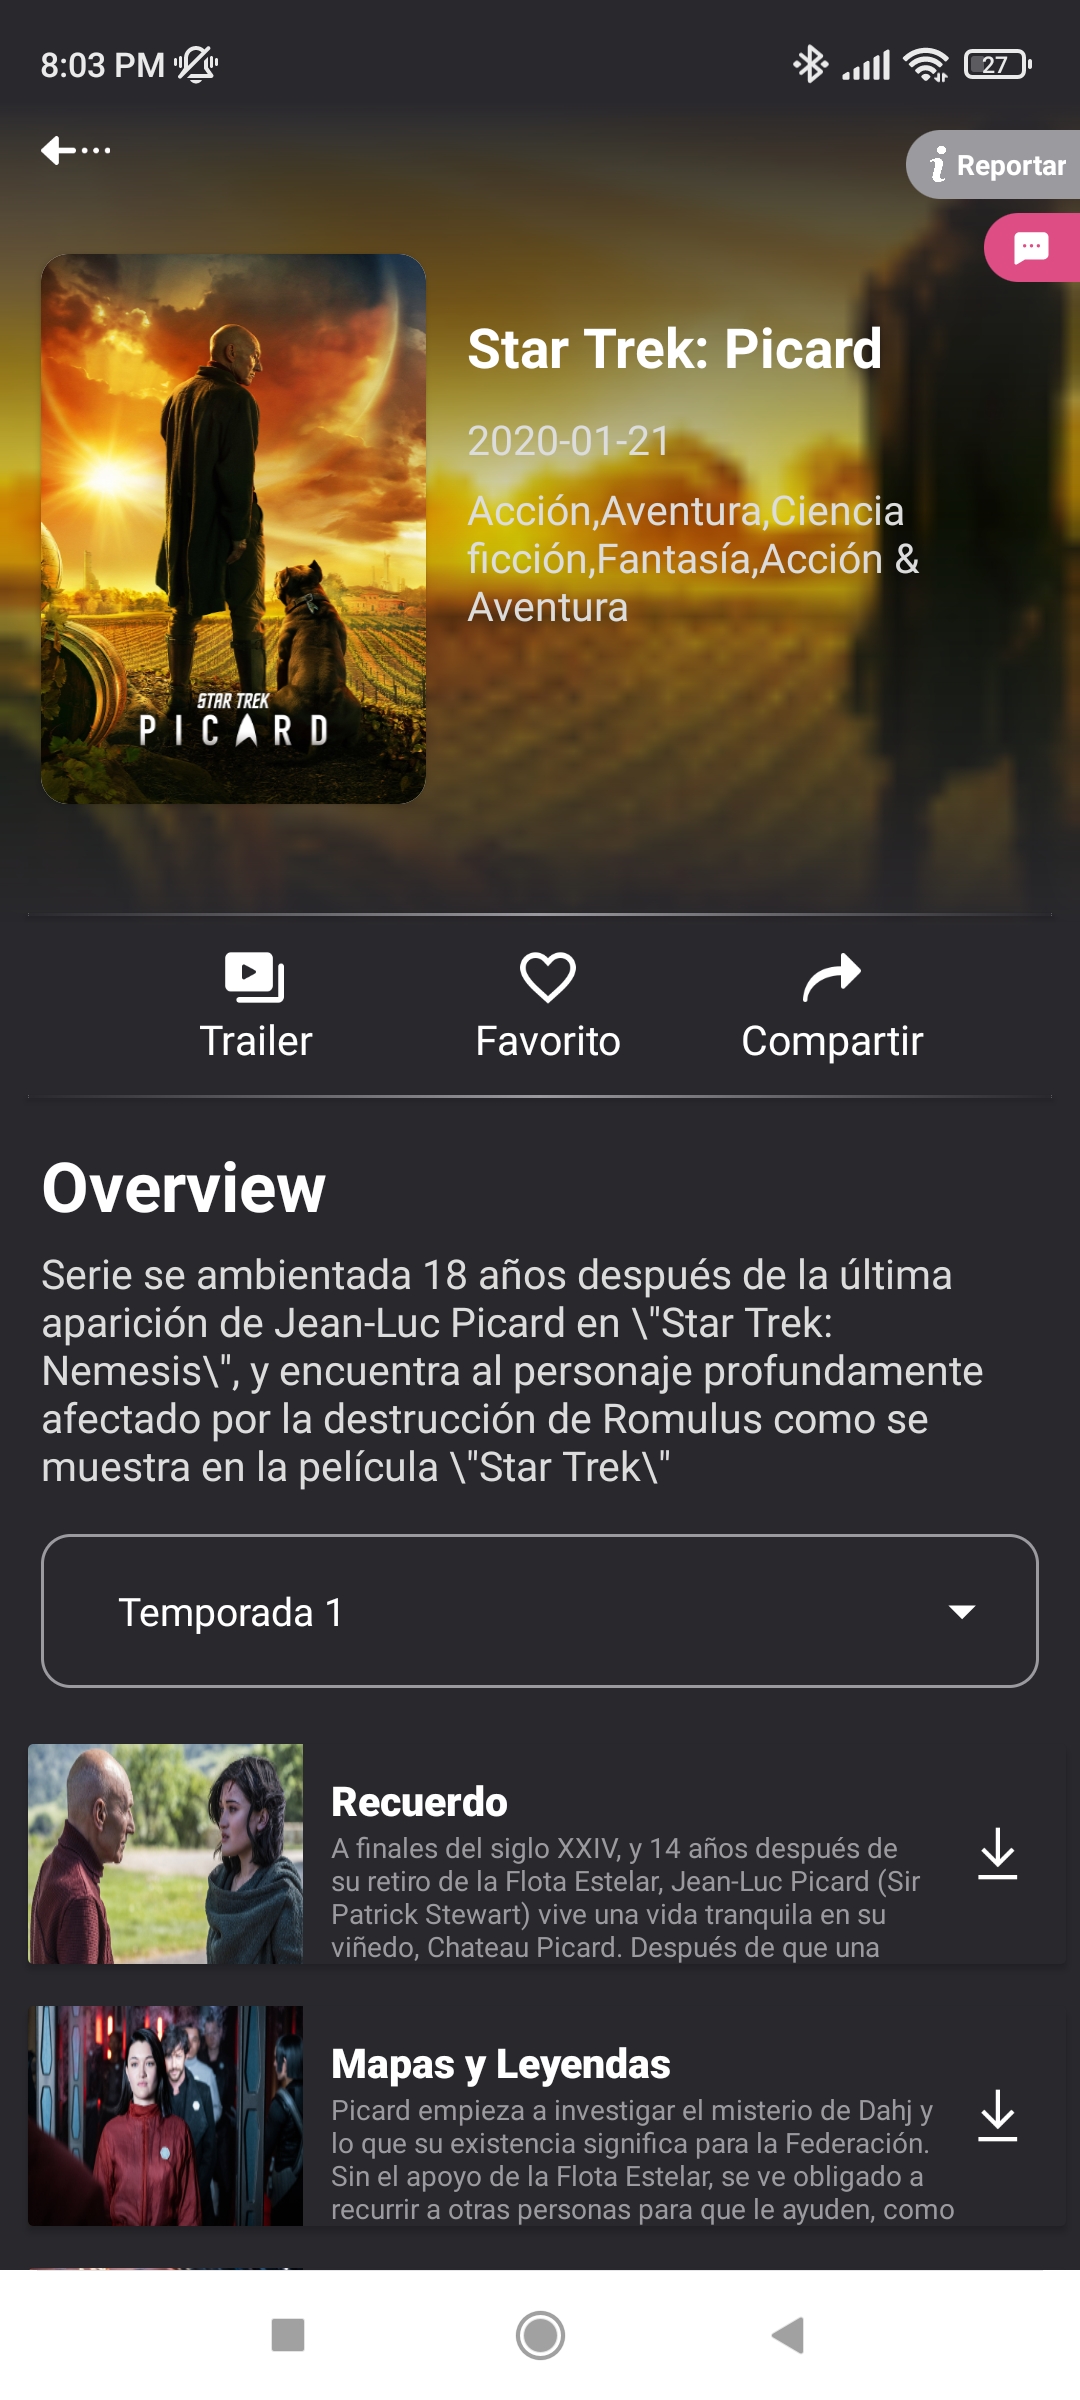 8:03 PM
27
Reportar
Star Trek: Picard
2020-01-21
Acción,Aventura,Ciencia
ficción,Fantasía,Acción &
Aventura
STAR TREK
PICARD
Trailer
Favorito
Compartir
Overview
Serie se ambientada 18 años después de la última
aparición de Jean-Luc Picard en \"Star Trek:
Nemesis\", y encuentra al personaje profundamente
afectado por la destrucción de Romulus como se
muestra en la película \"Star Trek\"
Temporada 1
Recuerdo
A finales del siglo XXIV, y 14 años después de
su retiro de la Flota Estelar, Jean-Luc Picard (Sir
Patrick Stewart) vive una vida tranquila en su
viñedo, Chateau Picard. Después de que una
Mapas y Leyendas
Picard empieza a investigar el misterio de Dahj y
lo que su existencia significa para la Federación.
Sin el apoyo de la Flota Estelar, se ve obligado a
recurrir a otras personas para que le ayuden, como